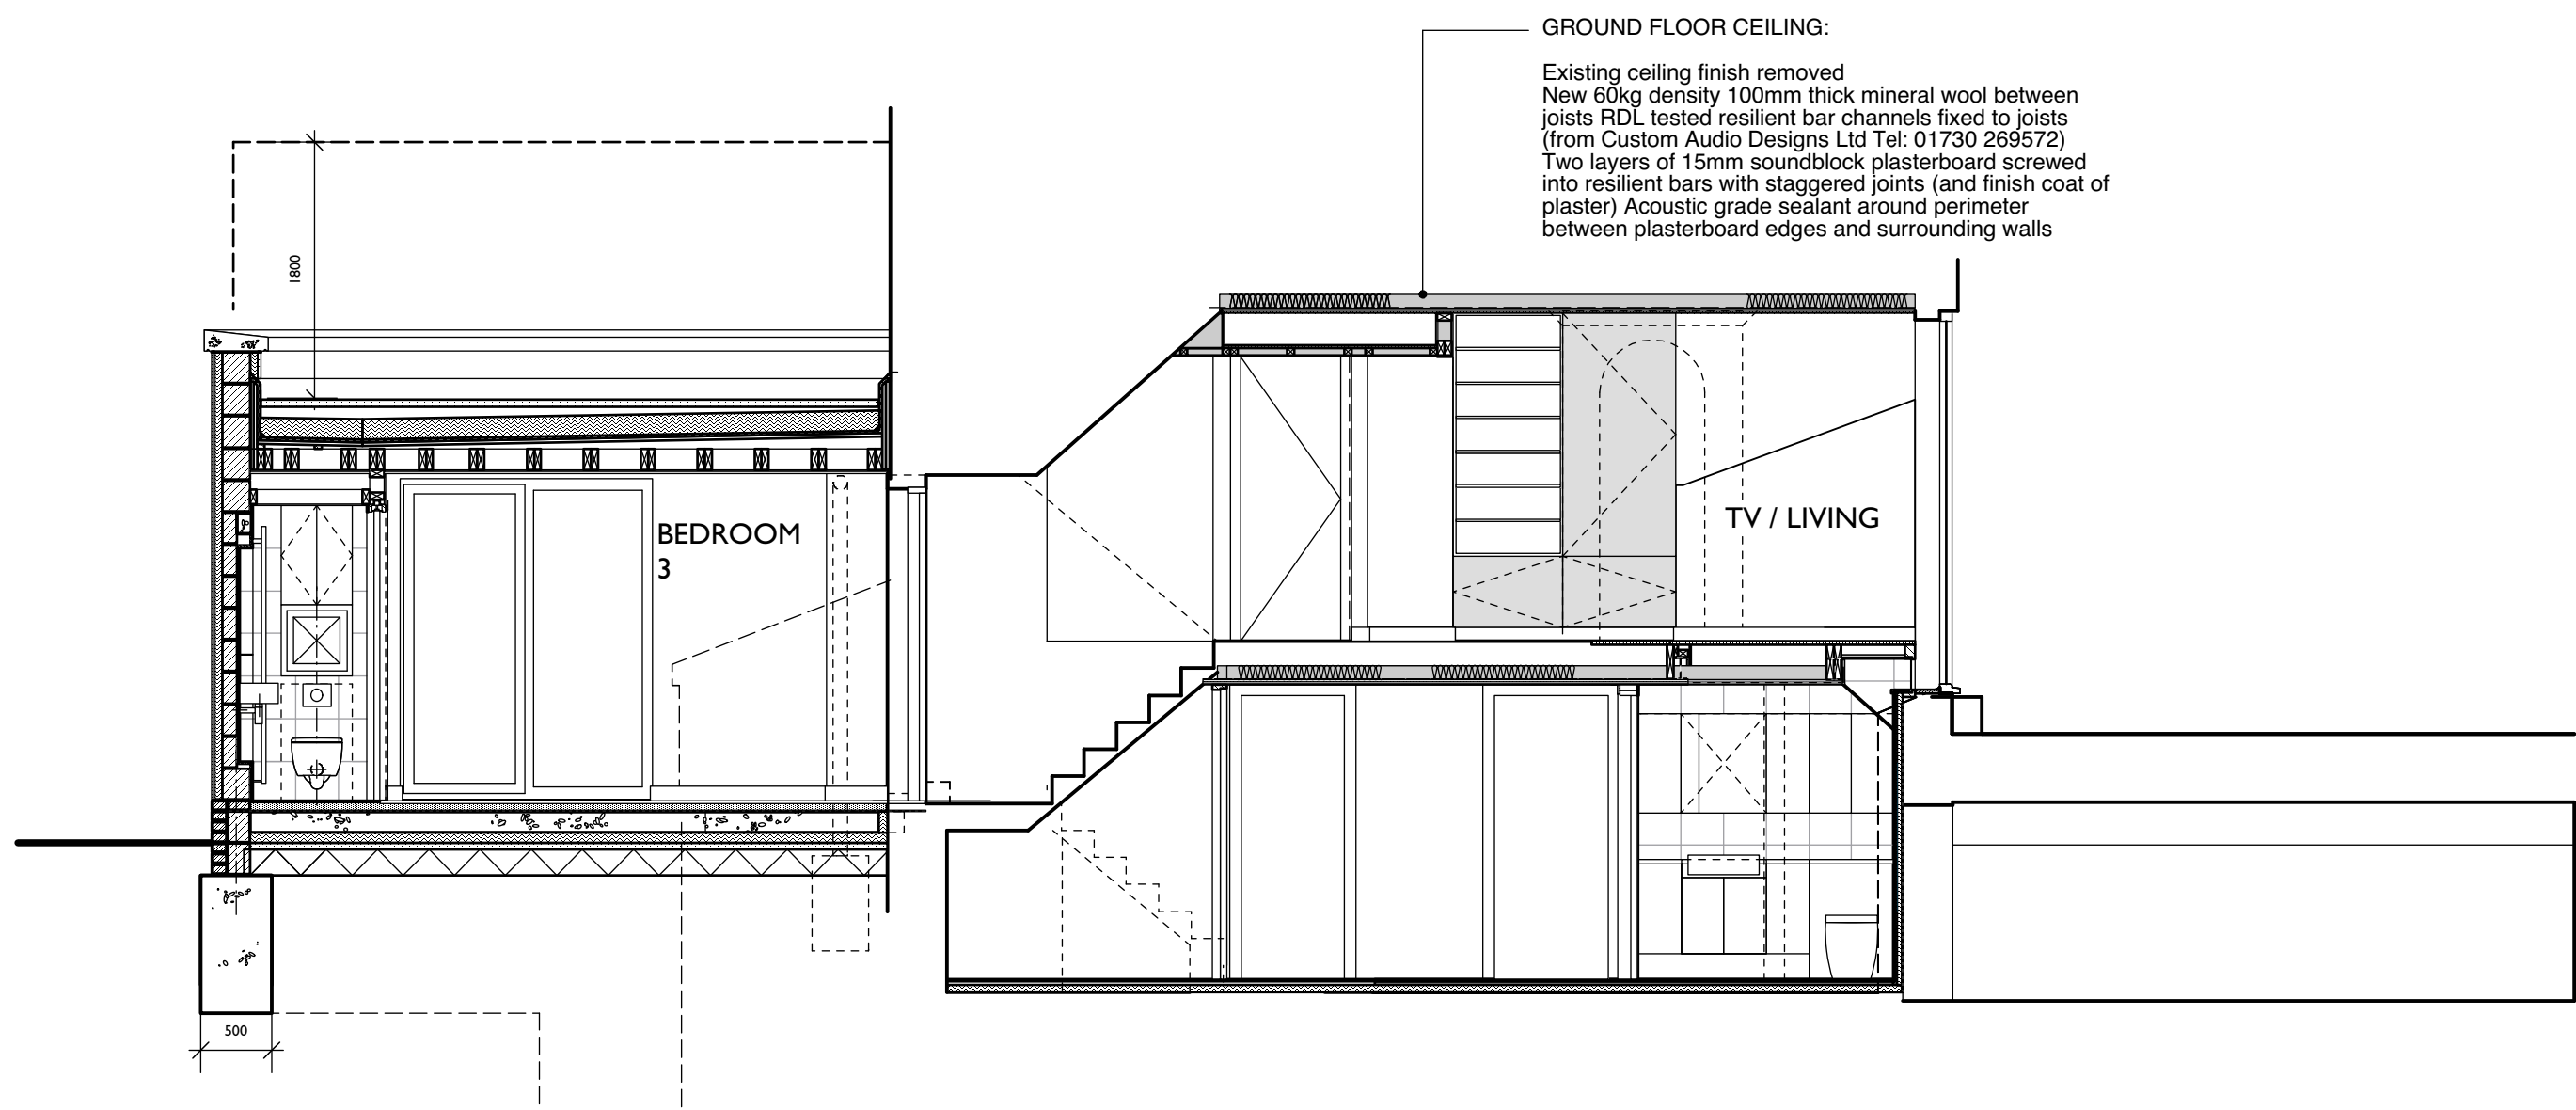 GROUND FLOOR CEILING:
Existing ceiling finish removed
New 60kg density 100mm thick mineral wool between
joists RDL tested resilient bar channels fixed to joists
(from Custom Audio Designs Ltd Tel: 01730 269572)
Two layers of 15mm soundblock plasterboard screwed
into resilient bars with staggered joints (and finish coat of
plaster) Acoustic grade sealant around perimeter
between plasterboard edges and surrounding walls
1800
BEDROOM
3
TV / LIVING
500